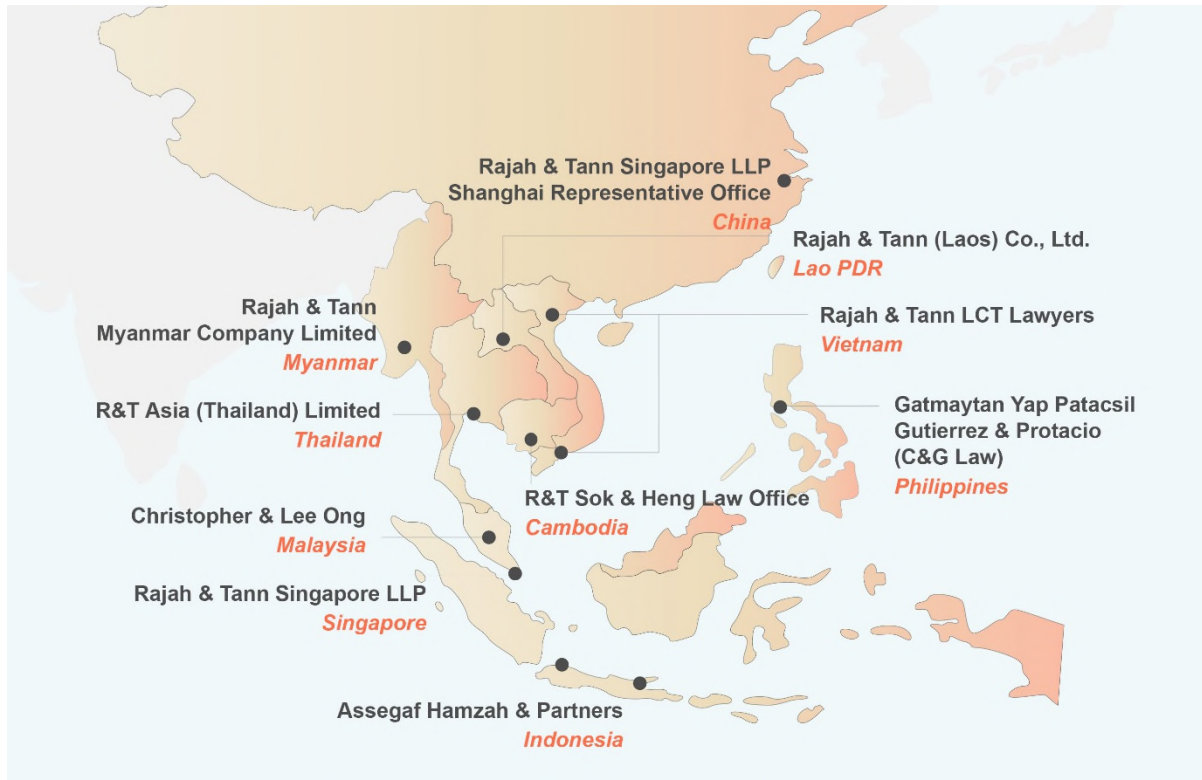 Rajah & Tann Singapore LLP
Shanghai Representative Office
China
Rajah & Tann (Laos) Co., Ltd.
Lao PDR
Rajah & Tann
Myanmar Company Limited
Myanmar
Rajah & Tann LCT Lawyers
Vietnam
R&T Asia (Thailand) Limited
Thailand
Gatmaytan Yap Patacsil
Gutierrez & Protacio
(C&G Law)
Philippines
R&T Sok & Heng Law Office
Cambodia
Christopher & Lee Ong
Malaysia
Rajah & Tann Singapore LLP
Singapore
Assegaf Hamzah & Partners
Indonesia